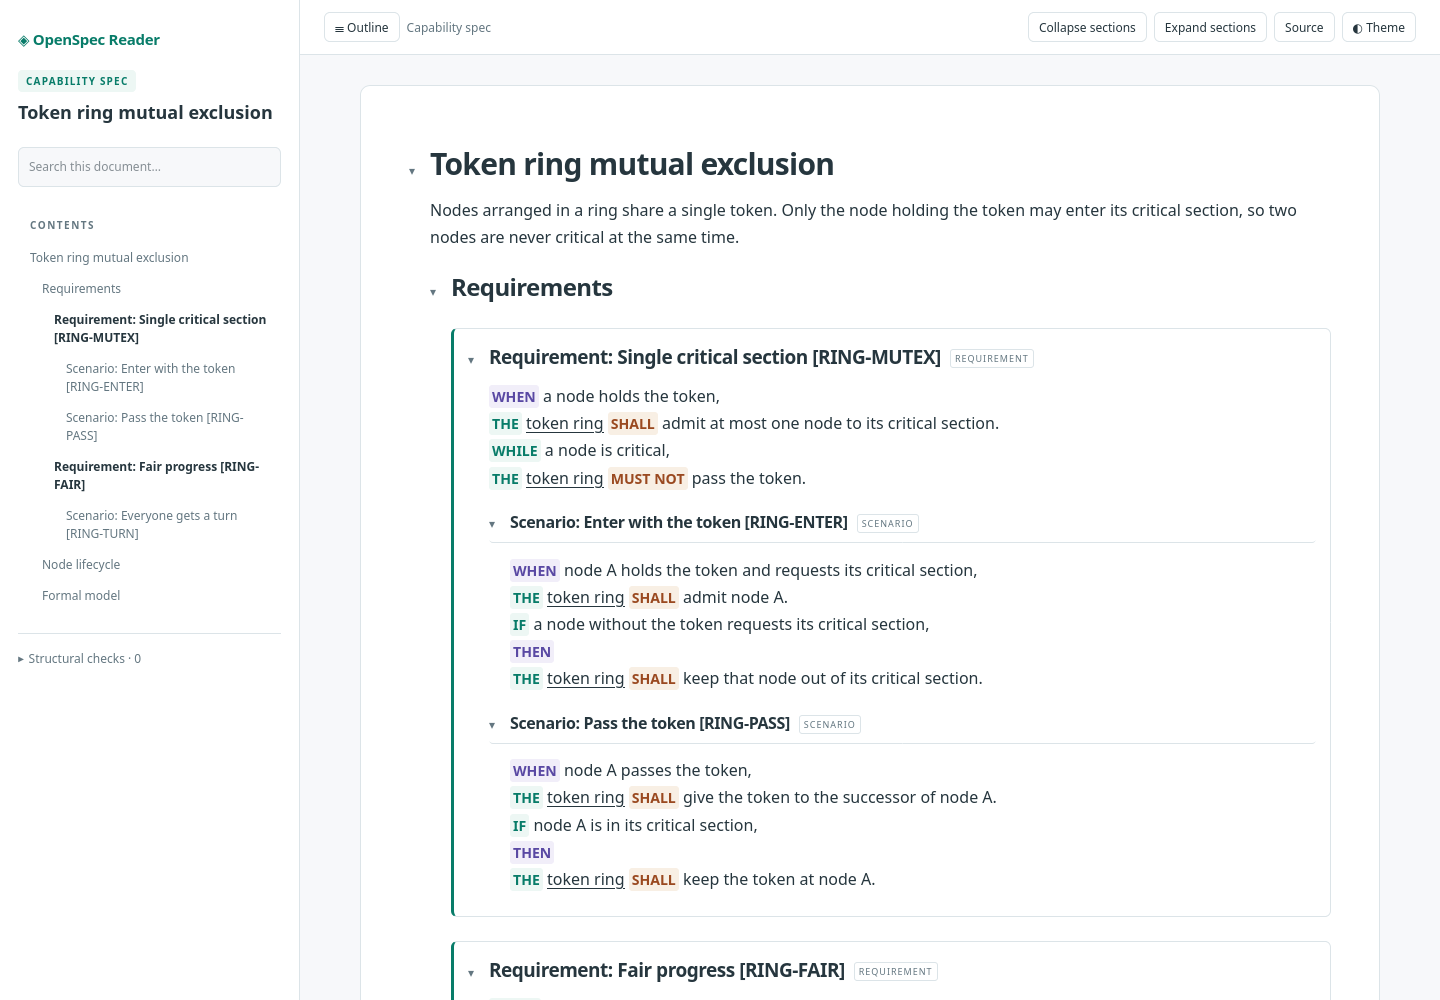 ◈ OpenSpec Reader
CAPABILITY SPEC
Token ring mutual exclusion
Search this document…
CONTENTS
Token ring mutual exclusion
Requirements
Requirement: Single critical section
[RING-MUTEX]
Scenario: Enter with the token
[RING-ENTER]
Scenario: Pass the token [RING-
PASS]
Requirement: Fair progress [RING-
FAIR]
Scenario: Everyone gets a turn
[RING-TURN]
Node lifecycle
Formal model
▸ Structural checks · 0
≡ Outline
Capability spec
Collapse sections
Expand sections
Source
◐ Theme
▾ Token ring mutual exclusion
Nodes arranged in a ring share a single token. Only the node holding the token may enter its critical section, so two
nodes are never critical at the same time.
▾ Requirements
▾ Requirement: Single critical section [RING-MUTEX] REQUIREMENT
WHEN a node holds the token,
THE token ring SHALL admit at most one node to its critical section.
WHILE a node is critical,
THE token ring MUST NOT pass the token.
▾ Scenario: Enter with the token [RING-ENTER] SCENARIO
WHEN node A holds the token and requests its critical section,
THE token ring SHALL admit node A.
IF a node without the token requests its critical section,
THEN
THE token ring SHALL keep that node out of its critical section.
▾ Scenario: Pass the token [RING-PASS] SCENARIO
WHEN node A passes the token,
THE token ring SHALL give the token to the successor of node A.
IF node A is in its critical section,
THEN
THE token ring SHALL keep the token at node A.
▾ Requirement: Fair progress [RING-FAIR] REQUIREMENT